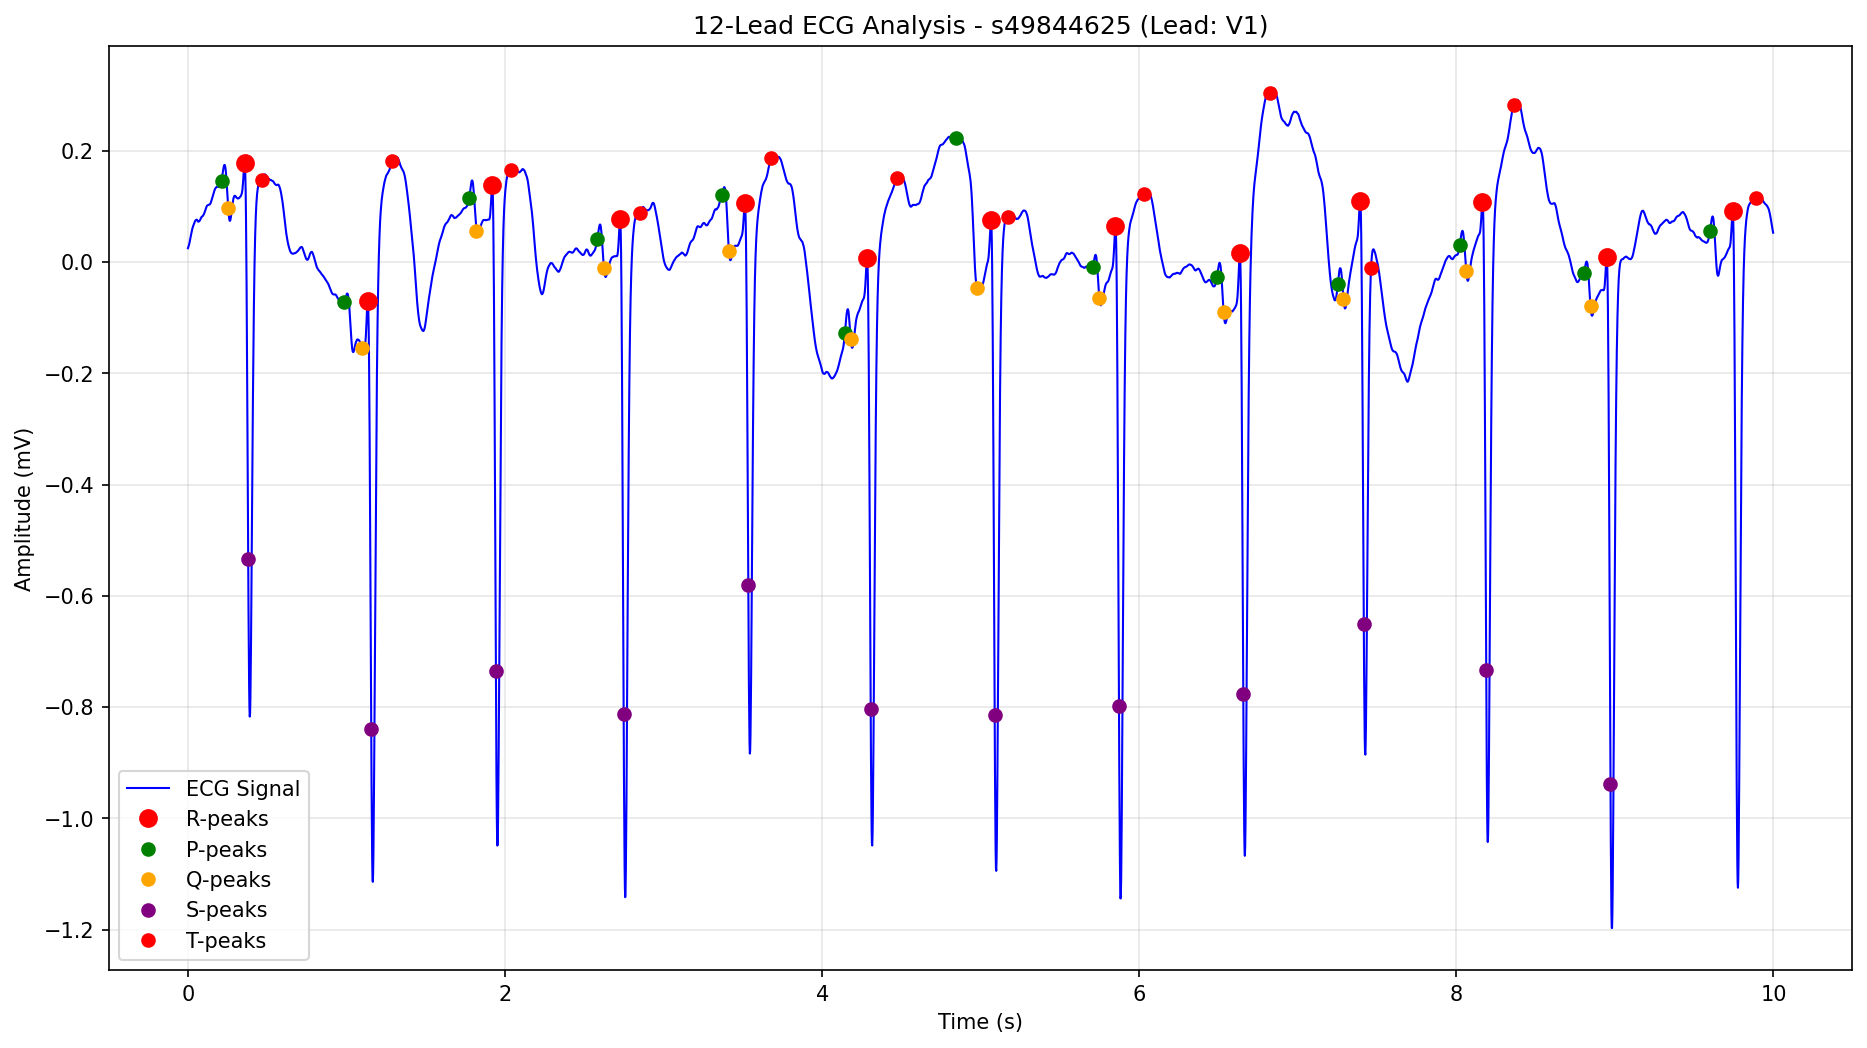 12-Lead ECG Analysis - s49844625 (Lead: V1)
Amplitude (mV)
0.2
0.0
−0.2
−0.4
−0.6
−0.8
−1.0
−1.2
ECG Signal
R-peaks
P-peaks
Q-peaks
S-peaks
T-peaks
0 2 4 6 8 10
Time (s)